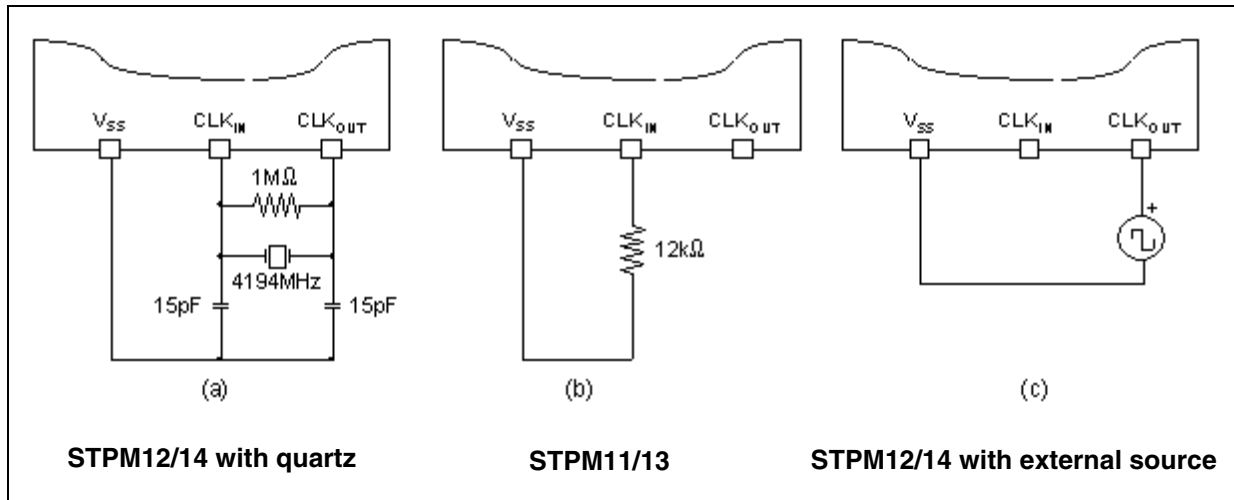 VSS CLKIN CLKOUT
1MΩ
4194MHz
15pF 15pF
(a)
STPM12/14 with quartz
VSS CLKIN CLKOUT
12kΩ
(b)
STPM11/13
VSS CLKIN CLKOUT
+
(c)
STPM12/14 with external source